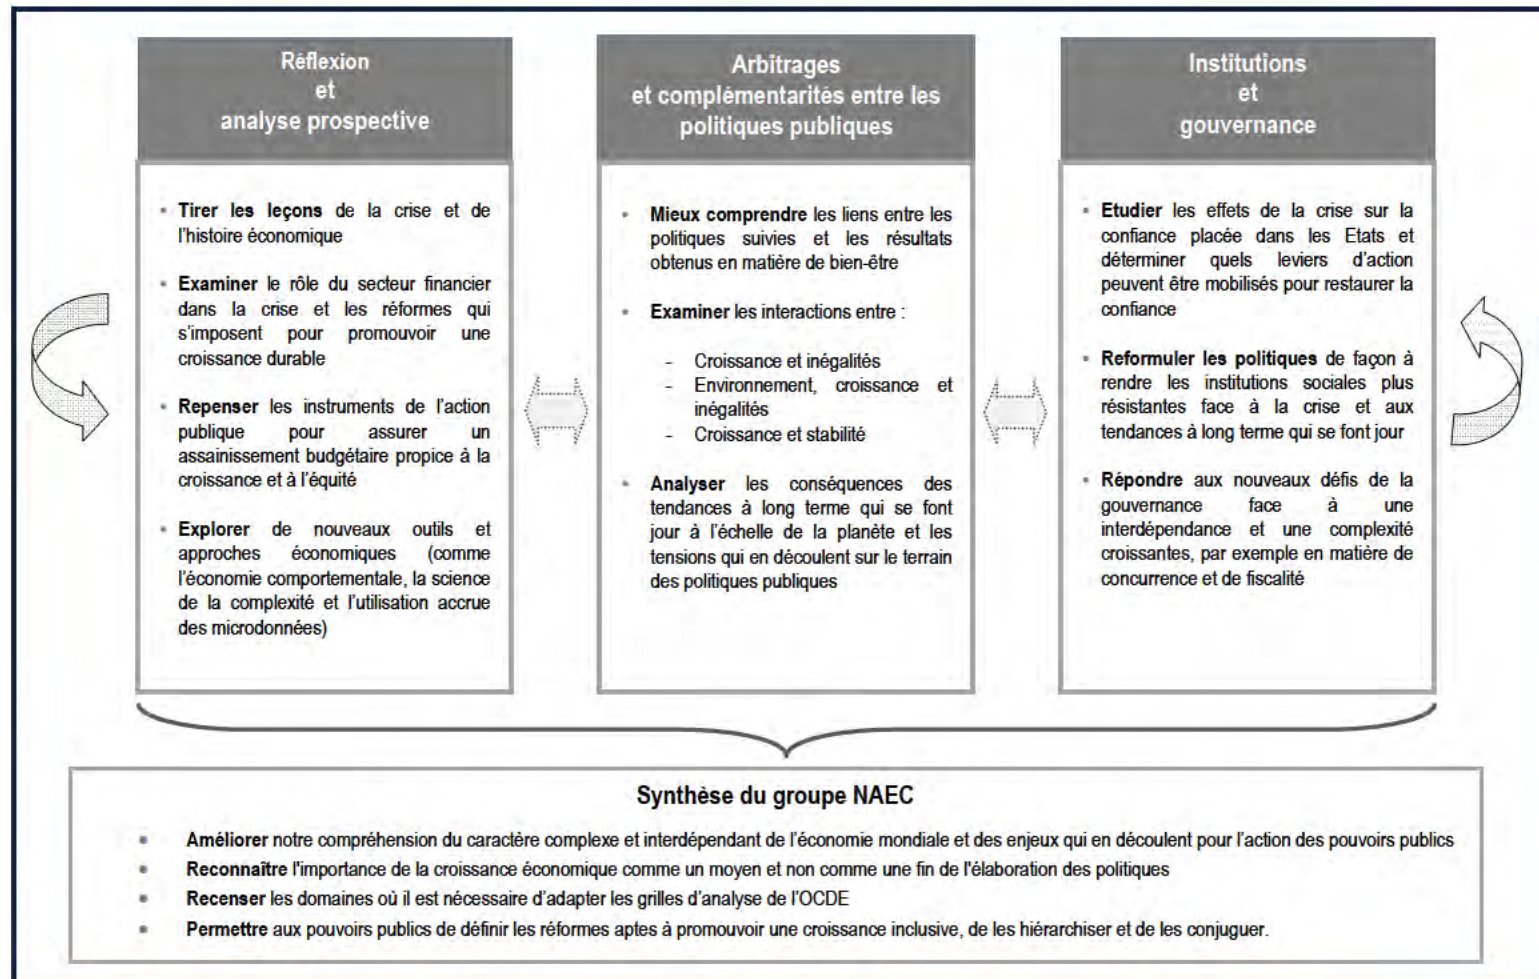 Réflexion
et
analyse prospective
• Tirer les leçons de la crise et de
l'histoire économique
• Examiner le rôle du secteur financier
dans la crise et les réformes qui
s'imposent pour promouvoir une
croissance durable
• Repenser les instruments de l'action
publique pour assurer un
assainissement budgétaire propice à la
croissance et à l'équité
• Explorer de nouveaux outils et
approches économiques (comme
l'économie comportementale, la science
de la complexité et l'utilisation accrue
des microdonnées)
Arbitrages
et complémentarités entre les
politiques publiques
• Mieux comprendre les liens entre les
politiques suivies et les résultats
obtenus en matière de bien-être
• Examiner les interactions entre :
- Croissance et inégalités
- Environnement, croissance et
inégalités
- Croissance et stabilité
• Analyser les conséquences des
tendances à long terme qui se font
jour à l'échelle de la planète et les
tensions qui en découlent sur le terrain
des politiques publiques
Institutions
et
gouvernance
• Etudier les effets de la crise sur la
confiance placée dans les Etats et
déterminer quels leviers d'action
peuvent être mobilisés pour restaurer la
confiance
• Reformuler les politiques de façon à
rendre les institutions sociales plus
résistantes face à la crise et aux
tendances à long terme qui se font jour
• Répondre aux nouveaux défis de la
gouvernance face à une
interdépendance et une complexité
croissantes, par exemple en matière de
concurrence et de fiscalité
Synthèse du groupe NAEC
• Améliorer notre compréhension du caractère complexe et interdépendant de l'économie mondiale et des enjeux qui en découlent pour l'action des pouvoirs publics
• Reconnaître l'importance de la croissance économique comme un moyen et non comme une fin de l'élaboration des politiques
• Recenser les domaines où il est nécessaire d'adapter les grilles d'analyse de l'OCDE
• Permettre aux pouvoirs publics de définir les réformes aptes à promouvoir une croissance inclusive, de les hiérarchiser et de les conjuguer.